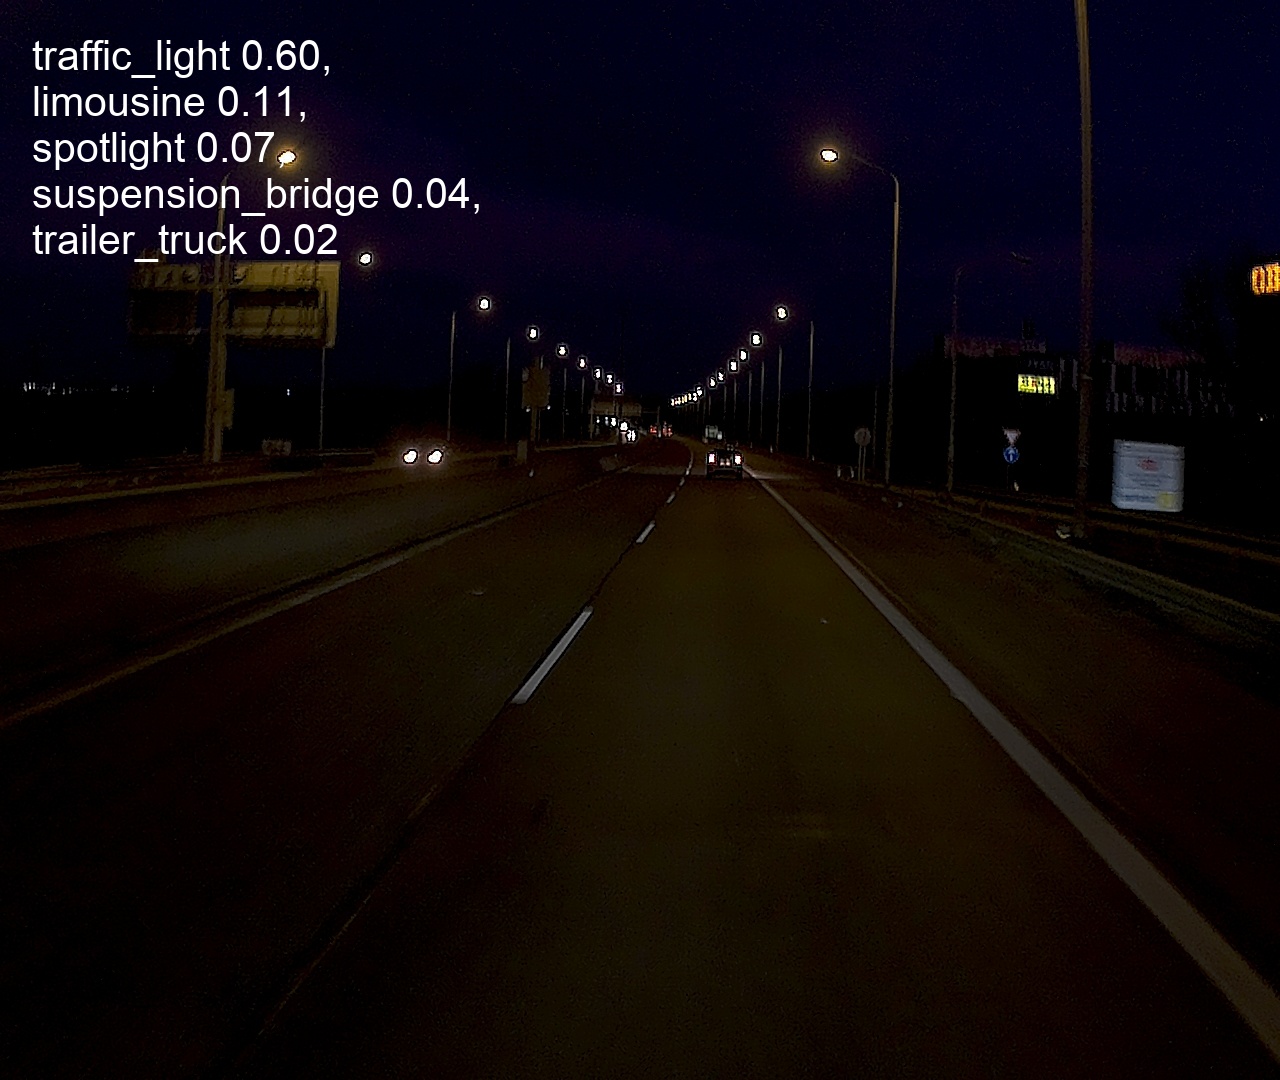 traffic_light 0.60,
limousine 0.11,
spotlight 0.07,
suspension_bridge 0.04,
trailer_truck 0.02